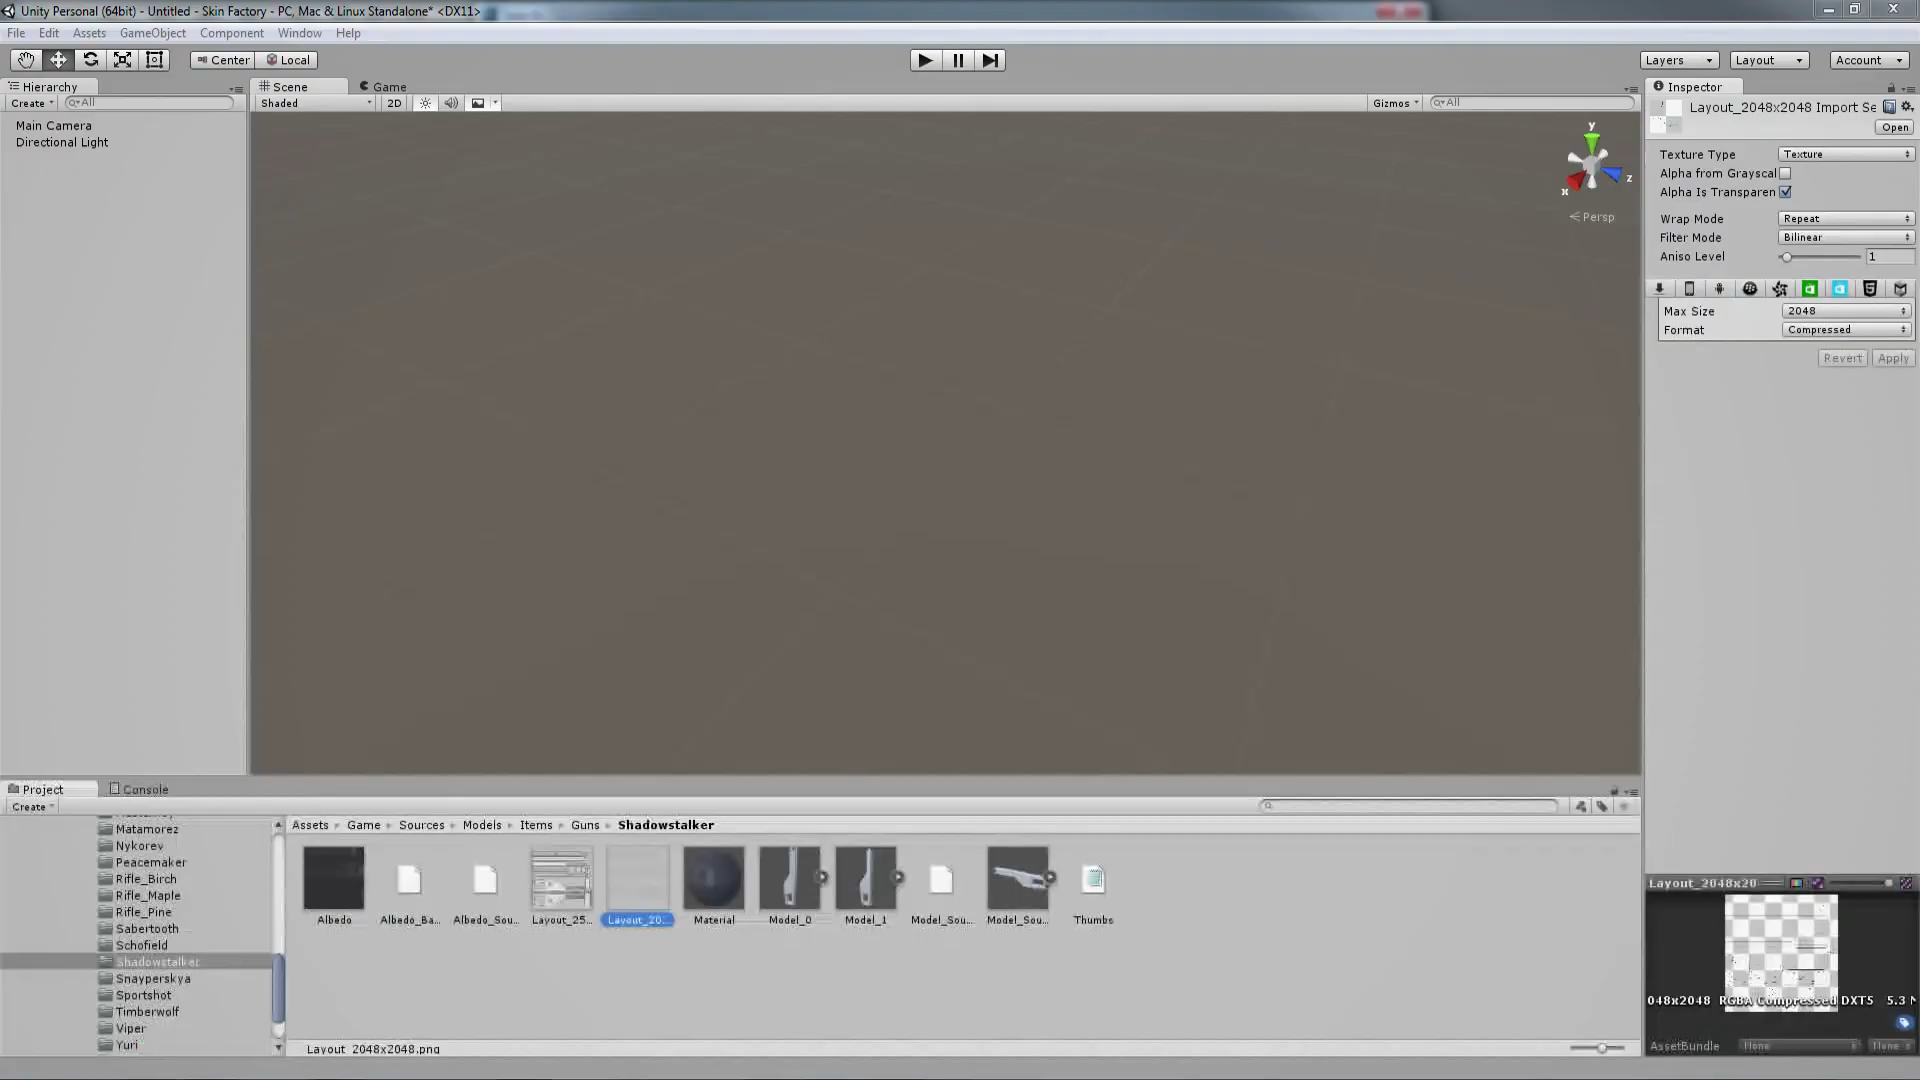 Unity Personal (64bit) - Untitled - Skin Factory - PC, Mac & Linux Standalone* <DX11>
File Edit Assets GameObject Component Window Help
Center Local Layers Layout Account
Hierarchy
Create All
Main Camera
Directional Light
Scene Game
Shaded 2D Gizmos All
y
x z
Persp
Inspector
Layout_2048x2048 Import Se
Open
Texture Type Texture
Alpha from Grayscal
Alpha Is Transparen
Wrap Mode Repeat
Filter Mode Bilinear
Aniso Level 1
Max Size 2048
Format Compressed
Revert Apply
Project Console
Create
Matamorez
Nykorev
Peacemaker
Rifle_Birch
Rifle_Maple
Rifle_Pine
Sabertooth
Schofield
Shadowstalker
Snayperskya
Sportshot
Timberwolf
Viper
Yuri
Assets Game Sources Models Items Guns Shadowstalker
Albedo Albedo_Ba... Albedo_Sou... Layout_25... Layout_20... Material Model_0 Model_1 Model_Sou... Model_Sou... Thumbs
Layout_2048x2048.png
Layout_2048x20
048x2048 RGBA Compressed DXT5 5.3 M
AssetBundle None None